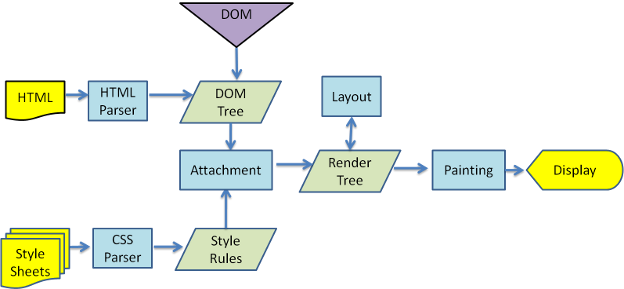 DOM
HTML
HTML
Parser
DOM
Tree
Layout
Attachment
Render
Tree
Painting
Display
Style
Sheets
CSS
Parser
Style
Rules